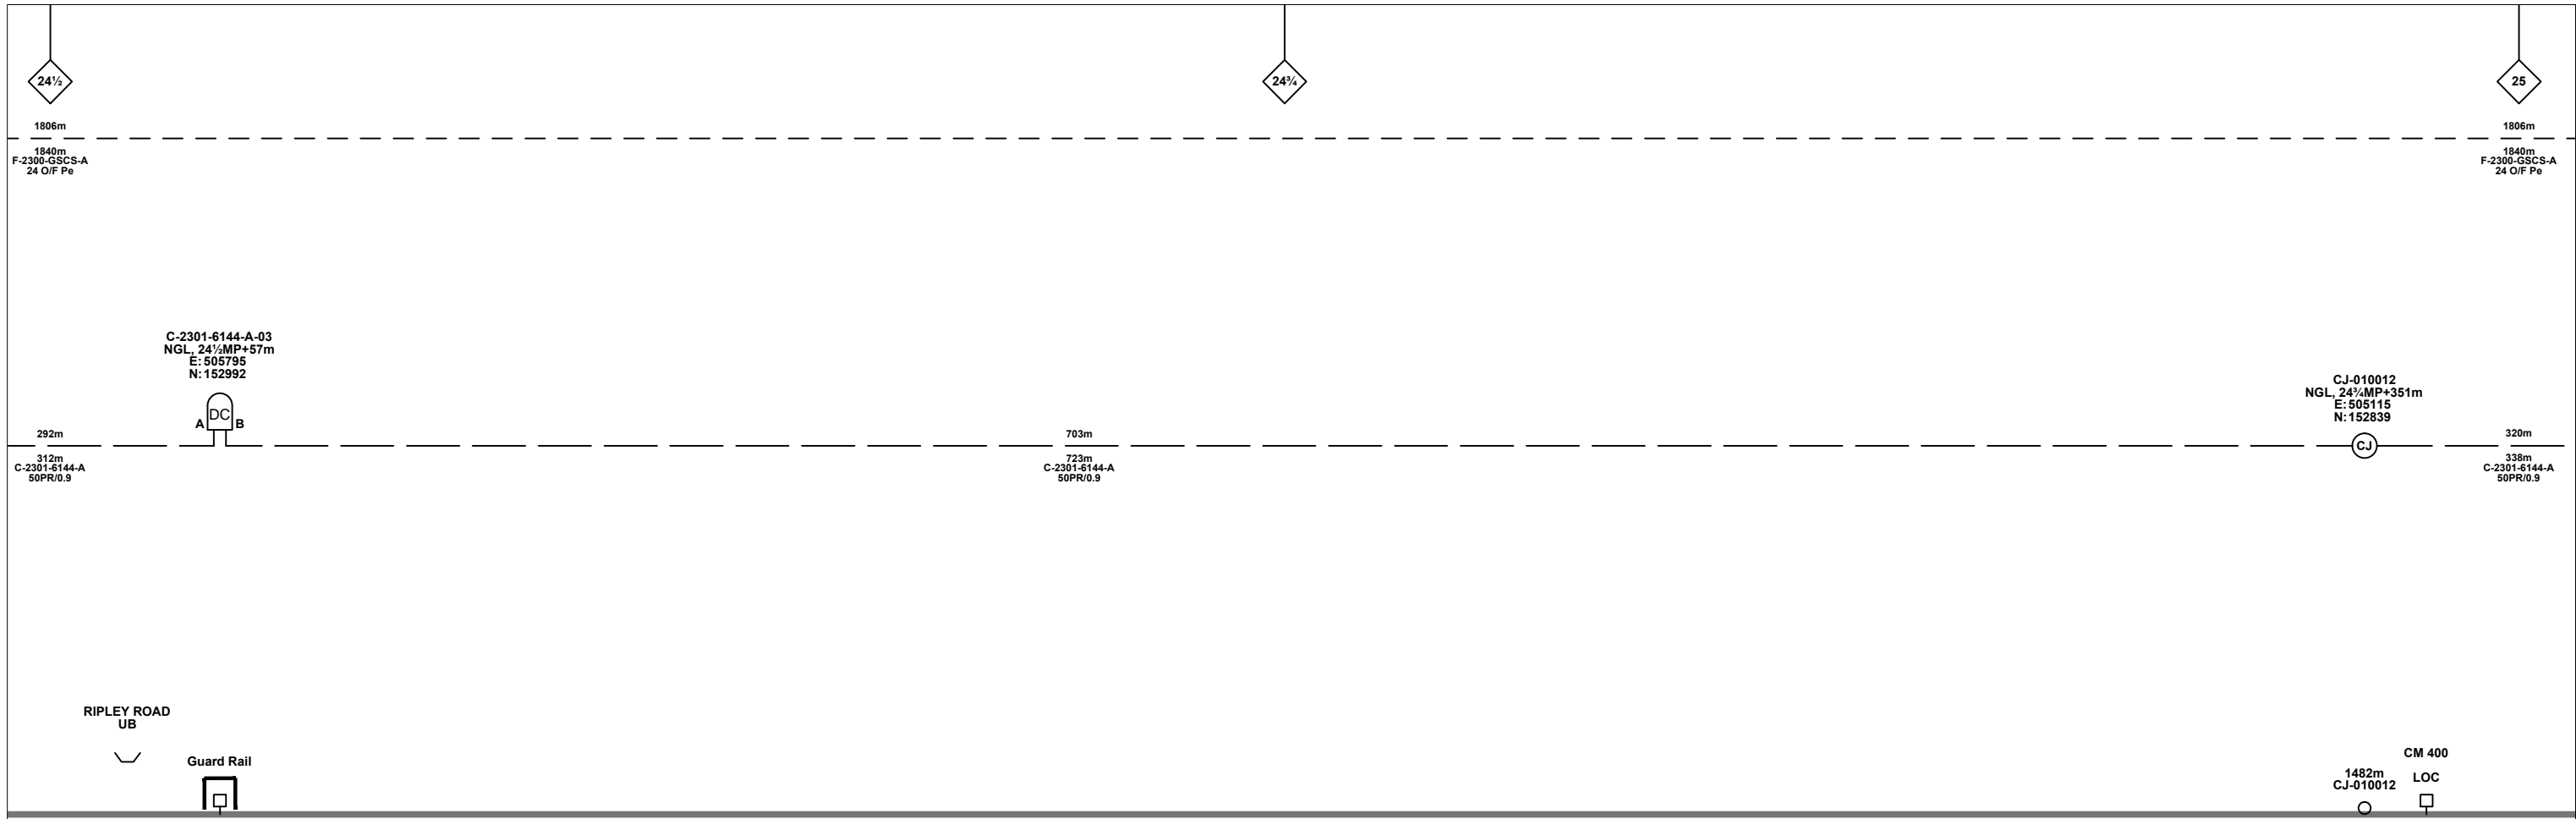 24½
24¾
25
1806m
1840m
F-2300-GSCS-A
24 O/F Pe
1806m
1840m
F-2300-GSCS-A
24 O/F Pe
C-2301-6144-A-03
NGL, 24½MP+57m
E: 505795
N: 152992
DC
A
B
CJ-010012
NGL, 24¾MP+351m
E: 505115
N: 152839
CJ
292m
312m
C-2301-6144-A
50PR/0.9
703m
723m
C-2301-6144-A
50PR/0.9
320m
338m
C-2301-6144-A
50PR/0.9
RIPLEY ROAD
UB
Guard Rail
1482m
CJ-010012
CM 400
LOC